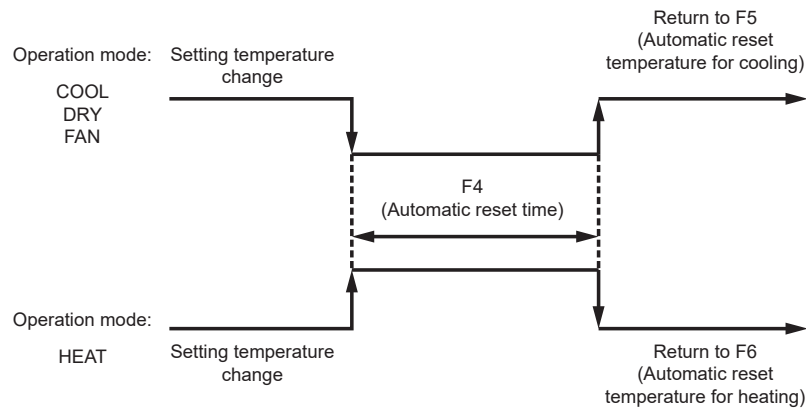 Operation mode:
COOL
DRY
FAN
Setting temperature
change
Return to F5
(Automatic reset
temperature for cooling)
F4
(Automatic reset time)
Operation mode:
HEAT
Setting temperature
change
Return to F6
(Automatic reset
temperature for heating)